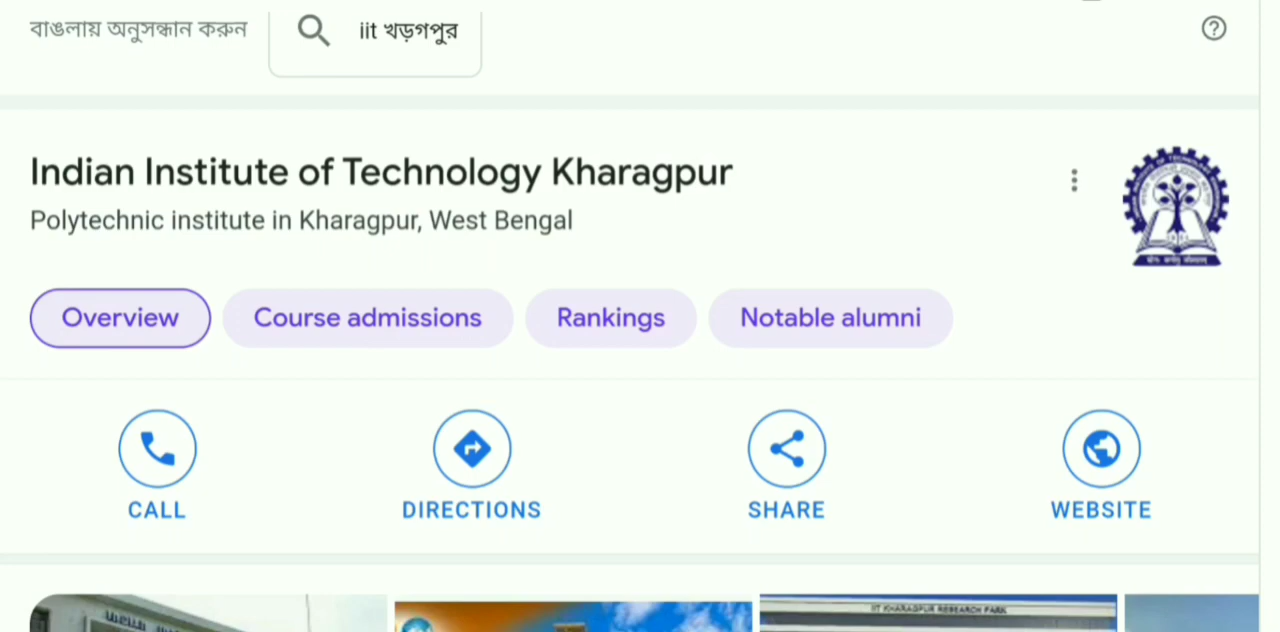 বাঙলায় অনুসন্ধান করুন
iit খড়গপুর
Indian Institute of Technology Kharagpur
Polytechnic institute in Kharagpur, West Bengal
Overview
Course admissions
Rankings
Notable alumni
CALL
DIRECTIONS
SHARE
WEBSITE
IIT KHARAGPUR RESEARCH PARK